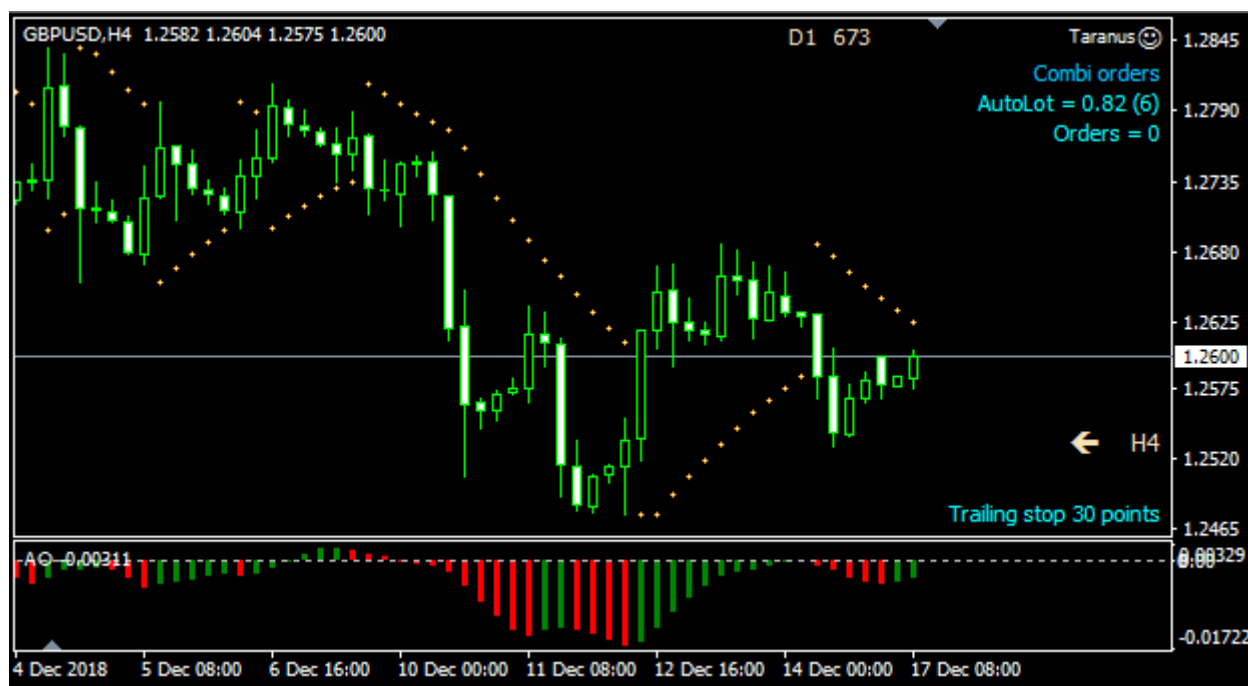 GBPUSD,H4 1.2582 1.2604 1.2575 1.2600
D1 673
Taranus
Combi orders
AutoLot = 0.82 (6)
Orders = 0
1.2845
1.2790
1.2735
1.2680
1.2625
1.2600
1.2575
1.2520
1.2465
H4
Trailing stop 30 points
AO -0.00311
0.00329
0.00
-0.01722
4 Dec 2018 5 Dec 08:00 6 Dec 16:00 10 Dec 00:00 11 Dec 08:00 12 Dec 16:00 14 Dec 00:00 17 Dec 08:00